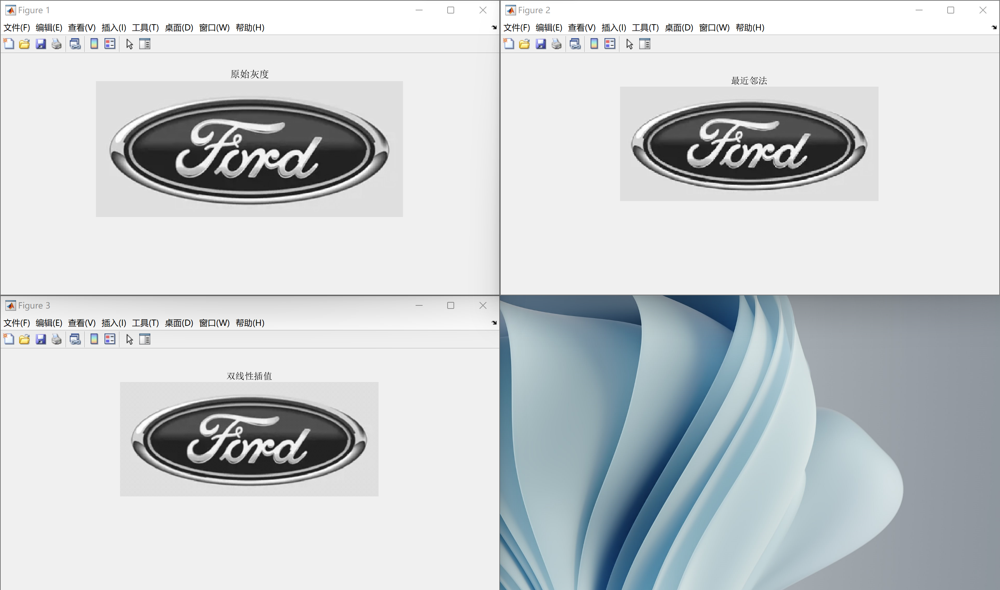 Figure 1
文件(F) 编辑(E) 查看(V) 插入(I) 工具(T) 桌面(D) 窗口(W) 帮助(H)
原始灰度
Ford
Figure 2
文件(F) 编辑(E) 查看(V) 插入(I) 工具(T) 桌面(D) 窗口(W) 帮助(H)
最近邻法
Ford
Figure 3
文件(F) 编辑(E) 查看(V) 插入(I) 工具(T) 桌面(D) 窗口(W) 帮助(H)
双线性插值
Ford